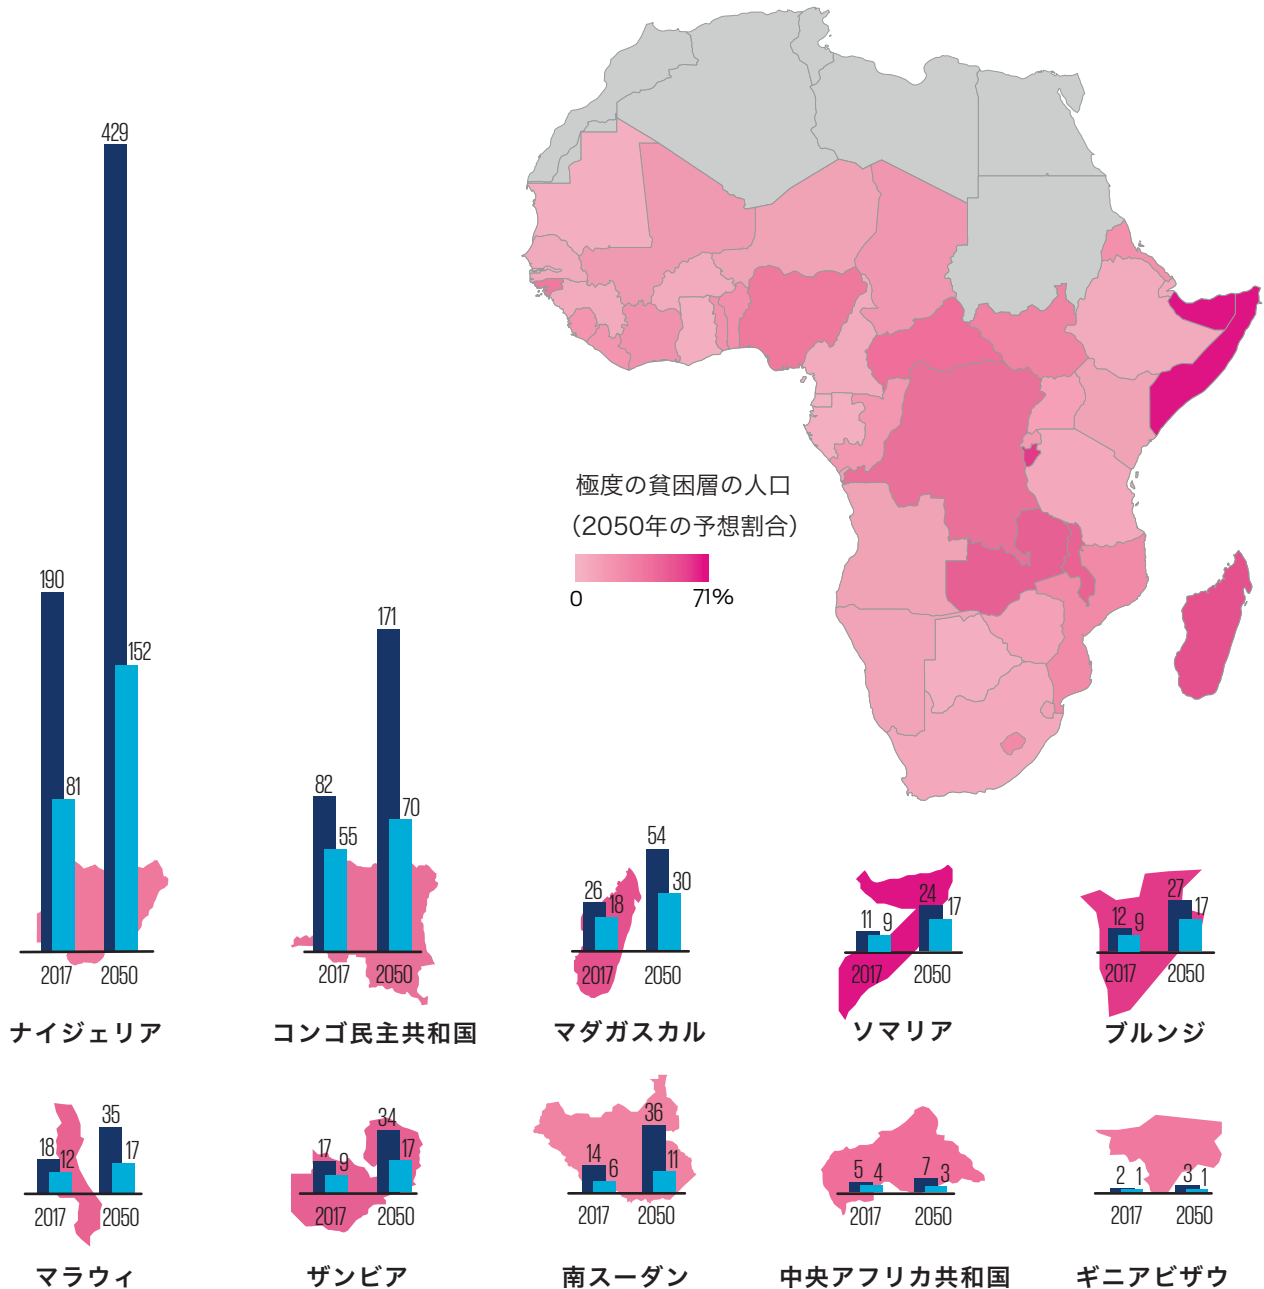 極度の貧困層の人口
（2050年の予想割合）
0 71%
190 81 429 152
2017 2050
ナイジェリア
82 55 171 70
2017 2050
コンゴ民主共和国
26 18 54 30
2017 2050
マダガスカル
11 9 24 17
2017 2050
ソマリア
12 9 27 17
2017 2050
ブルンジ
18 12 35 17
2017 2050
マラウィ
17 9 34 17
2017 2050
ザンビア
14 6 36 11
2017 2050
南スーダン
5 4 7 3
2017 2050
中央アフリカ共和国
2 1 3 1
2017 2050
ギニアビザウ